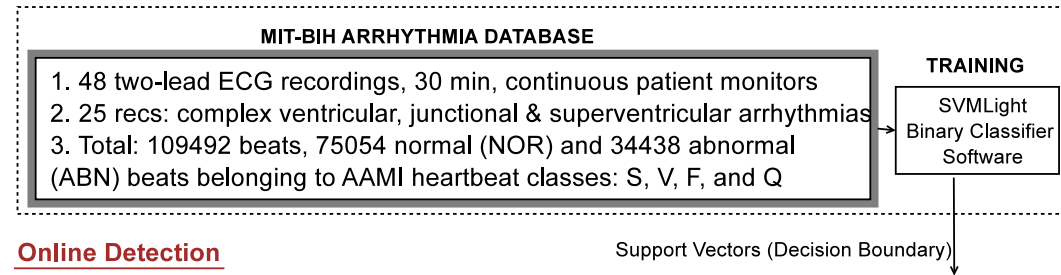 MIT-BIH ARRHYTHMIA DATABASE
1. 48 two-lead ECG recordings, 30 min, continuous patient monitors
2. 25 recs: complex ventricular, junctional & superventricular arrhythmias
3. Total: 109492 beats, 75054 normal (NOR) and 34438 abnormal
(ABN) beats belonging to AAMI heartbeat classes: S, V, F, and Q
TRAINING
SVMLight
Binary Classifier
Software
Online Detection
Support Vectors (Decision Boundary)